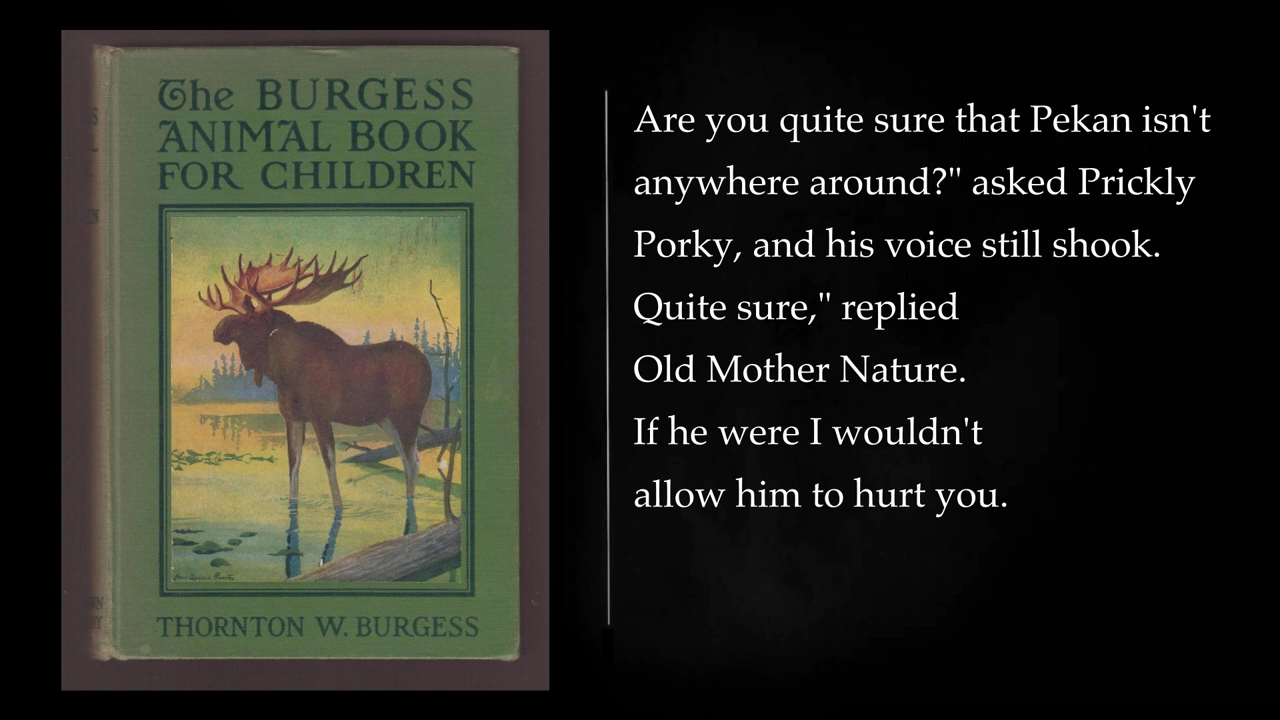 The BURGESS
ANIMAL BOOK
FOR CHILDREN
THORNTON W. BURGESS
Are you quite sure that Pekan isn't
anywhere around?" asked Prickly
Porky, and his voice still shook.
Quite sure," replied
Old Mother Nature.
If he were I wouldn't
allow him to hurt you.